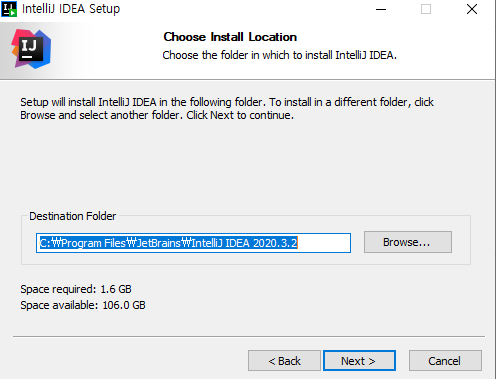 IntelliJ IDEA Setup
IJ
Choose Install Location
Choose the folder in which to install IntelliJ IDEA.
Setup will install IntelliJ IDEA in the following folder. To install in a different folder, click
Browse and select another folder. Click Next to continue.
Destination Folder
C:₩Program Files₩JetBrains₩IntelliJ IDEA 2020.3.2
Browse...
Space required: 1.6 GB
Space available: 106.0 GB
< Back
Next >
Cancel